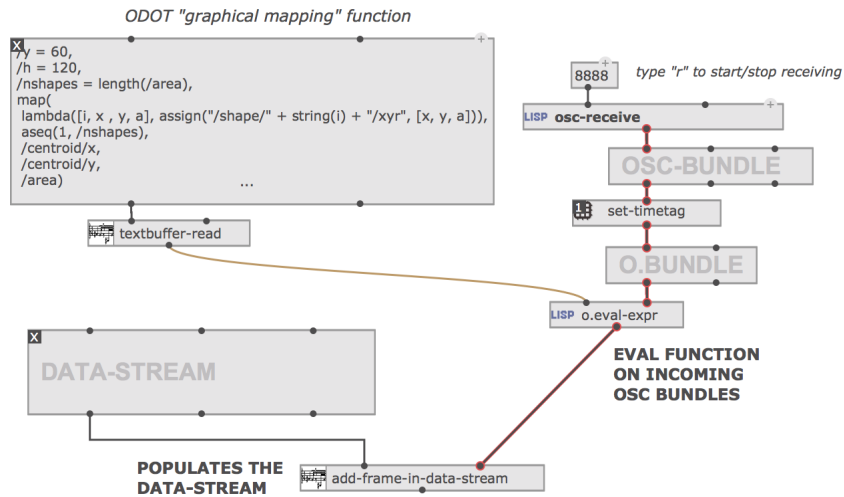 ODOT "graphical mapping" function
X
/y = 60,
/h = 120,
/nshapes = length(/area),
map(
lambda([i, x , y, a], assign("/shape/" + string(i) + "/xyr", [x, y, a])),
aseq(1, /nshapes),
/centroid/x,
/centroid/y,
/area)
...
textbuffer-read
8888
type "r" to start/stop receiving
LISP osc-receive
OSC-BUNDLE
1 set-timetag
O.BUNDLE
LISP o.eval-expr
EVAL FUNCTION
ON INCOMING
OSC BUNDLES
X
DATA-STREAM
POPULATES THE
DATA-STREAM
add-frame-in-data-stream